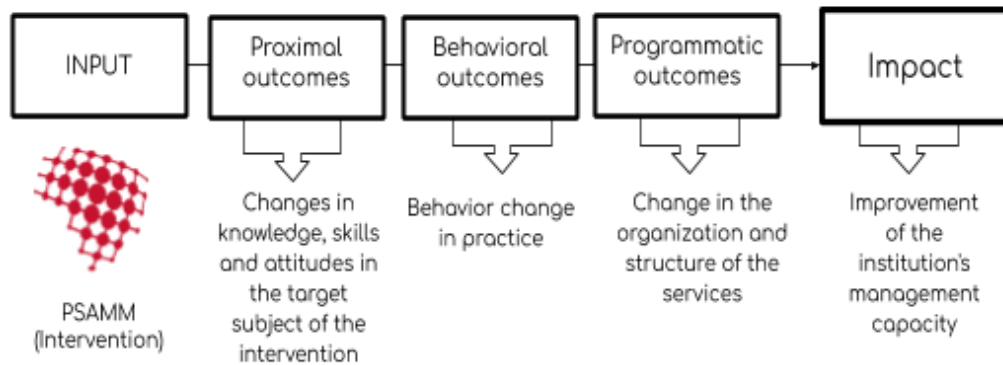 INPUT
Proximal
outcomes
Behavioral
outcomes
Programmatic
outcomes
Impact
PSAMM
(Intervention)
Changes in
knowledge, skills
and attitudes in
the target
subject of the
intervention
Behavior change
in practice
Change in the
organization and
structure of the
services
Improvement
of the
institution's
management
capacity